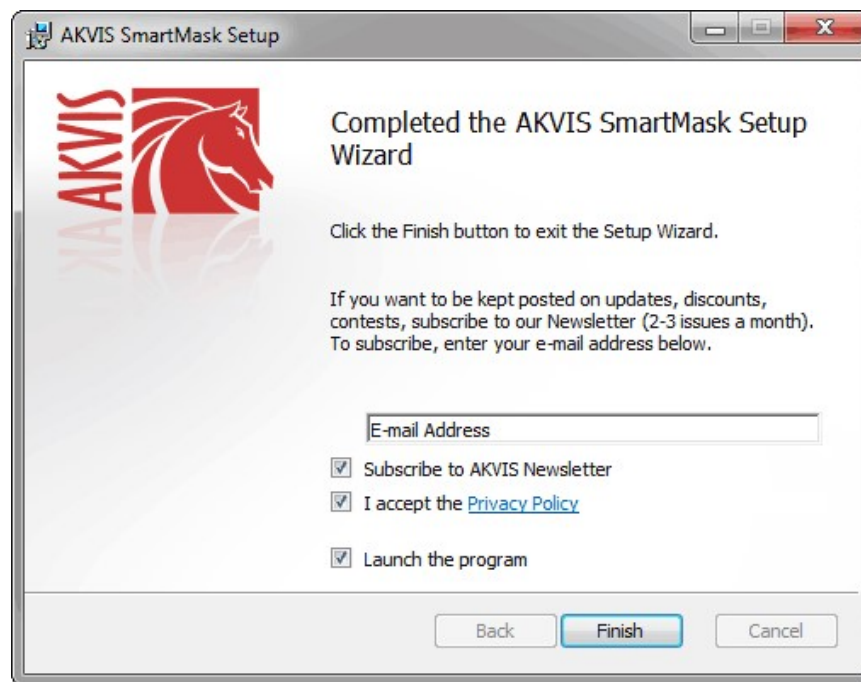 AKVIS SmartMask Setup
AKVIS
Completed the AKVIS SmartMask Setup
Wizard
Click the Finish button to exit the Setup Wizard.
If you want to be kept posted on updates, discounts,
contests, subscribe to our Newsletter (2-3 issues a month).
To subscribe, enter your e-mail address below.
E-mail Address
Subscribe to AKVIS Newsletter
I accept the Privacy Policy
Launch the program
Back Finish Cancel